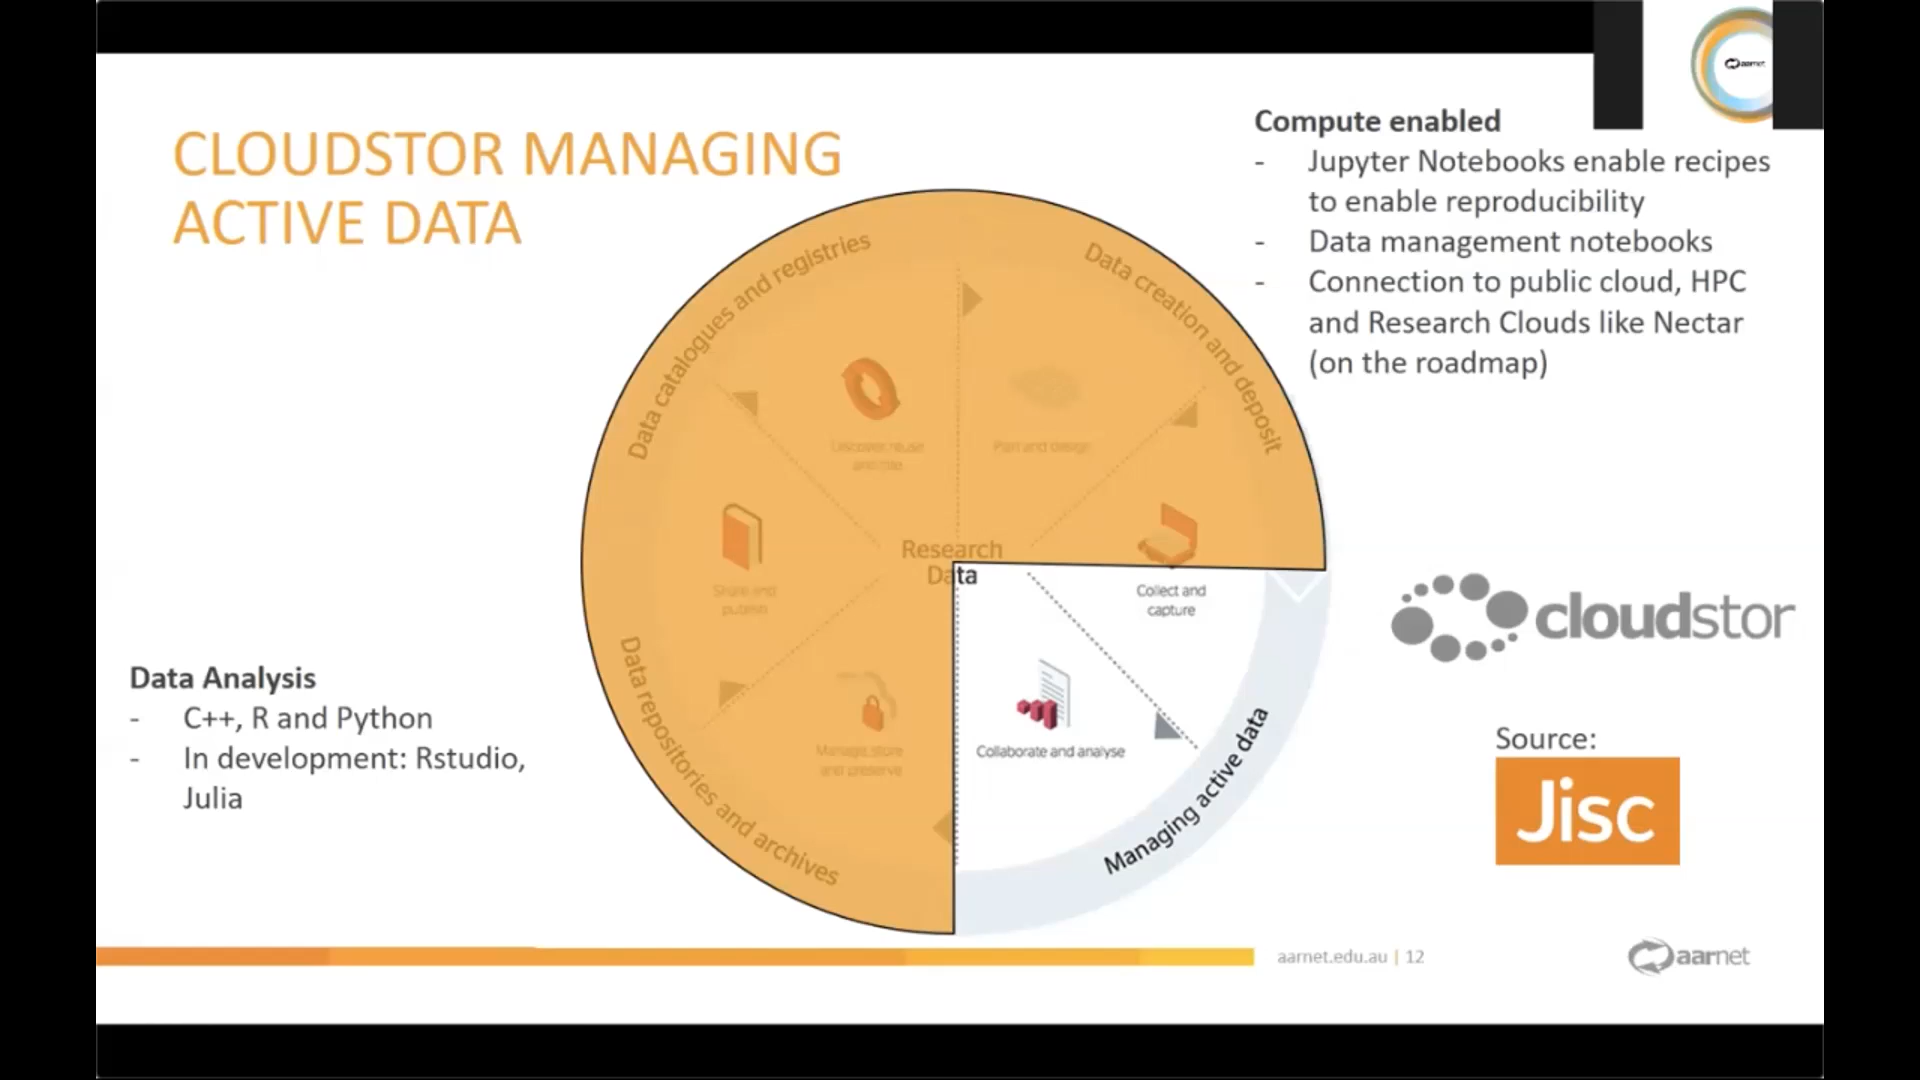 CLOUDSTOR MANAGING
ACTIVE DATA
aarnet
Compute enabled
- Jupyter Notebooks enable recipes
to enable reproducibility
- Data management notebooks
- Connection to public cloud, HPC
and Research Clouds like Nectar
(on the roadmap)
Data catalogues and registries
Data creation and deposit
Discover reuse
and cite
Plan and design
Research
Data
Share and
publish
Collect and
capture
Manage store
and preserve
Collaborate and analyse
Data repositories and archives
Managing active data
Data Analysis
- C++, R and Python
- In development: Rstudio,
Julia
cloudstor
Source:
Jisc
aarnet.edu.au | 12
aarnet